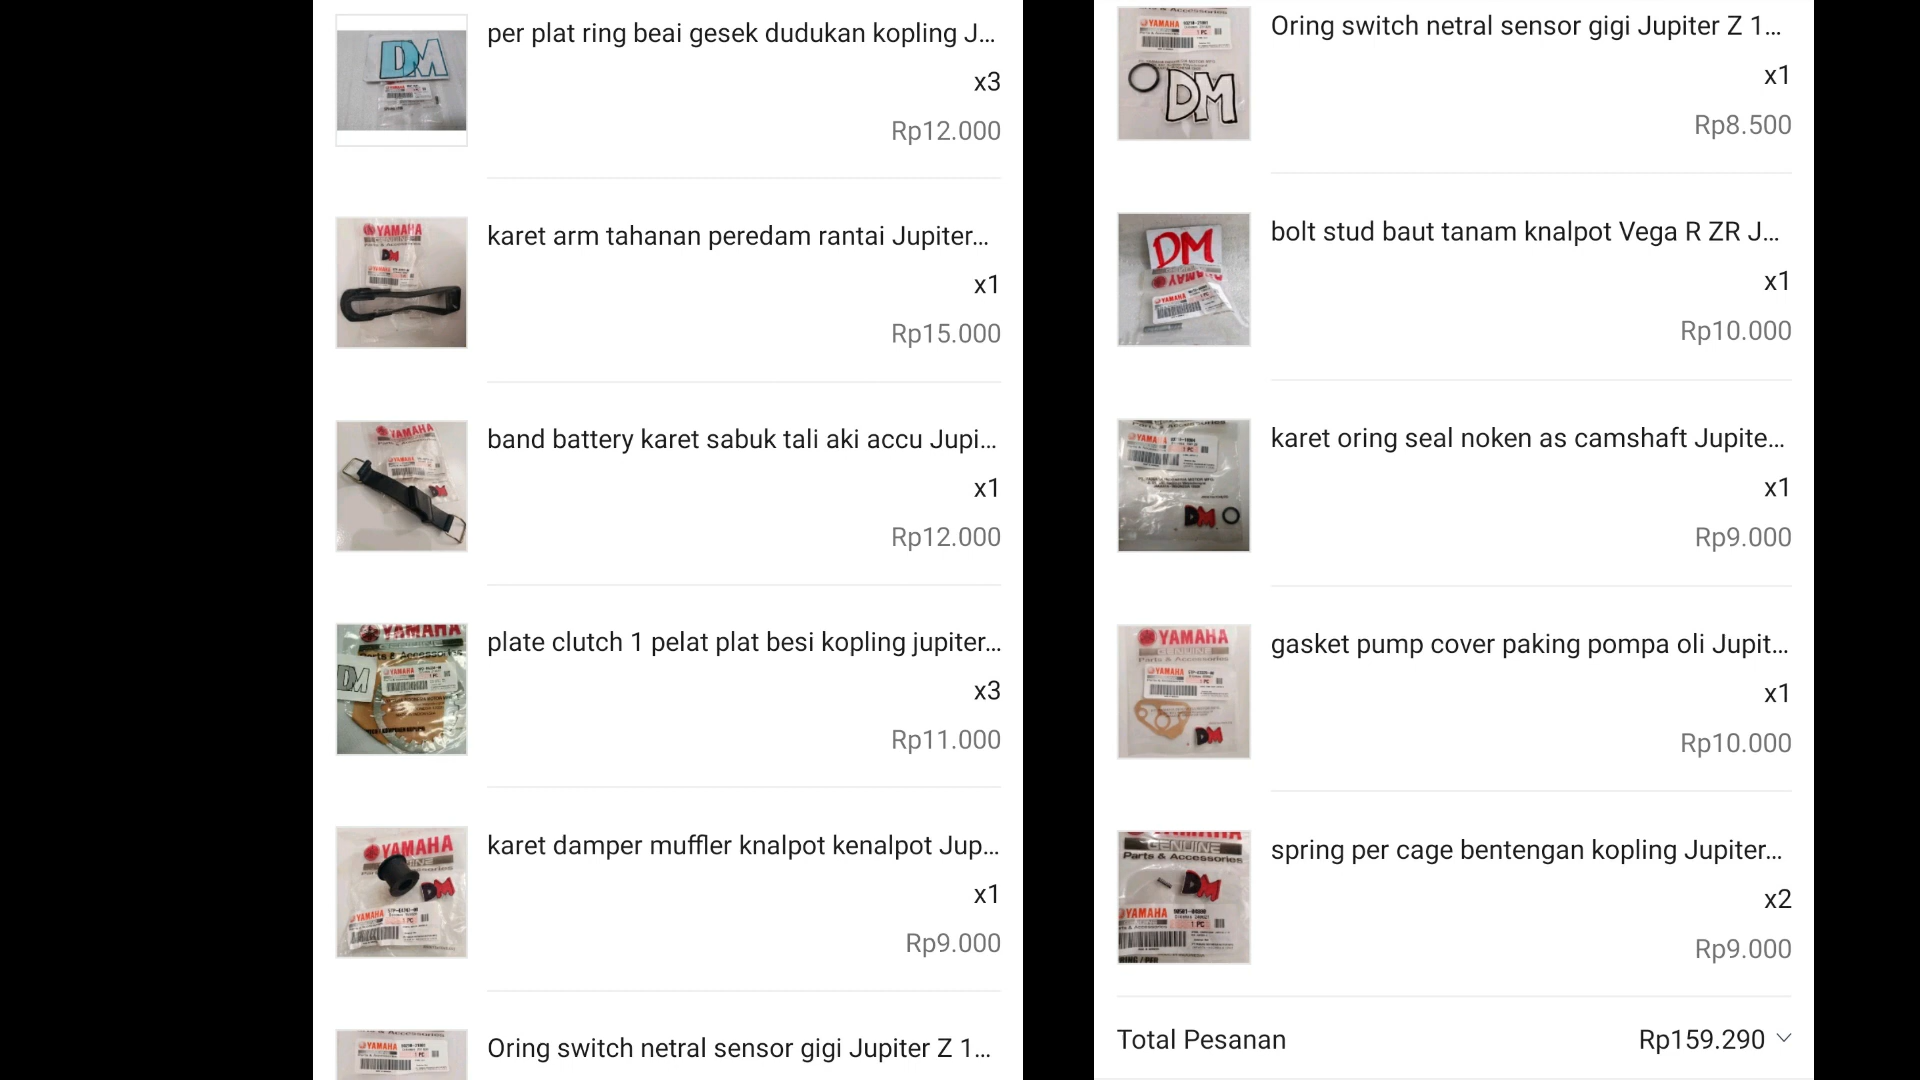 per plat ring beai gesek dudukan kopling J...
x3
Rp12.000
karet arm tahanan peredam rantai Jupiter...
x1
Rp15.000
band battery karet sabuk tali aki accu Jupi...
x1
Rp12.000
plate clutch 1 pelat plat besi kopling jupiter...
x3
Rp11.000
karet damper muffler knalpot kenalpot Jup...
x1
Rp9.000
Oring switch netral sensor gigi Jupiter Z 1...
Oring switch netral sensor gigi Jupiter Z 1...
x1
Rp8.500
bolt stud baut tanam knalpot Vega R ZR J...
x1
Rp10.000
karet oring seal noken as camshaft Jupite...
x1
Rp9.000
gasket pump cover paking pompa oli Jupit...
x1
Rp10.000
spring per cage bentengan kopling Jupiter...
x2
Rp9.000
Total Pesanan
Rp159.290